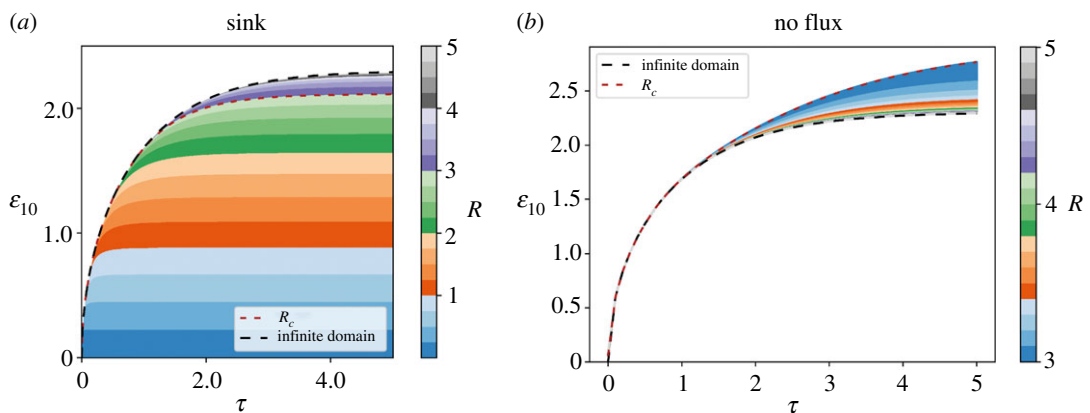 (a) sink
5
4
3
R
2
1
2.0
ε10
1.0
0
Rc
infinite domain
0 2.0 4.0
τ
(b) no flux
infinite domain
Rc
5
4 R
3
2.5
2.0
ε10 1.5
1.0
0.5
0
0 1 2 3 4 5
τ